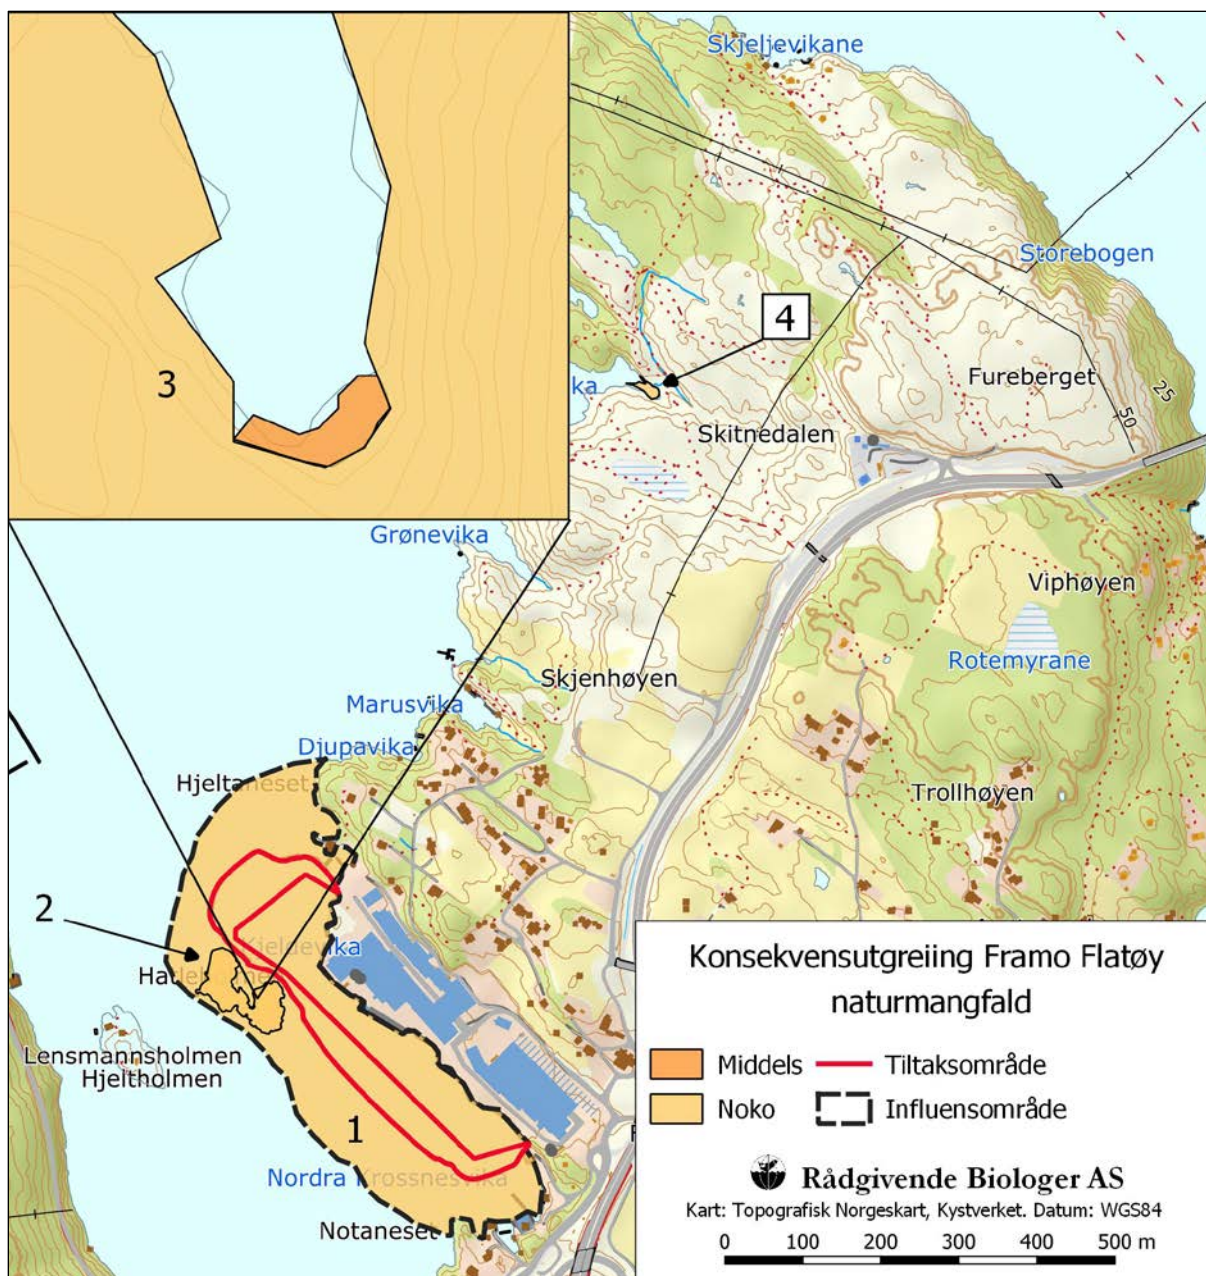 Skjeljevikane
Storebogen
4
3
ka
Fureberget
25
50
Skitnedalen
Grønevika
Viphøyen
Rotemyrane
Skjenhøyen
Marusvika
Djupavika
Hjeltaneset
Trollhøyen
2
Kjeldevika
Lensmannsholmen
Hjeltholmen
1
Nordra Krossnesvika
Notaneset
Konsekvensutgreiing Framo Flatøy
naturmangfald
Middels
Tiltaksområde
Noko
Influensområde
Rådgivende Biologer AS
Kart: Topografisk Norgeskart, Kystverket. Datum: WGS84
0 100 200 300 400 500 m